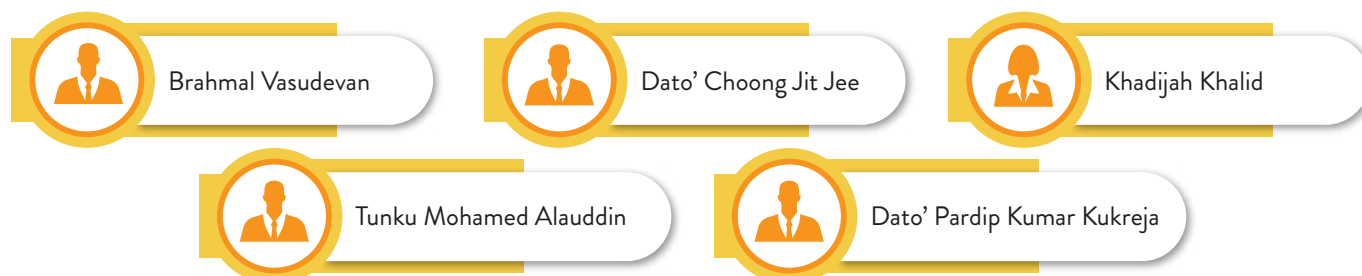 Brahmal Vasudevan
Dato’ Choong Jit Jee
Khadijah Khalid
Tunku Mohamed Alauddin
Dato’ Pardip Kumar Kukreja